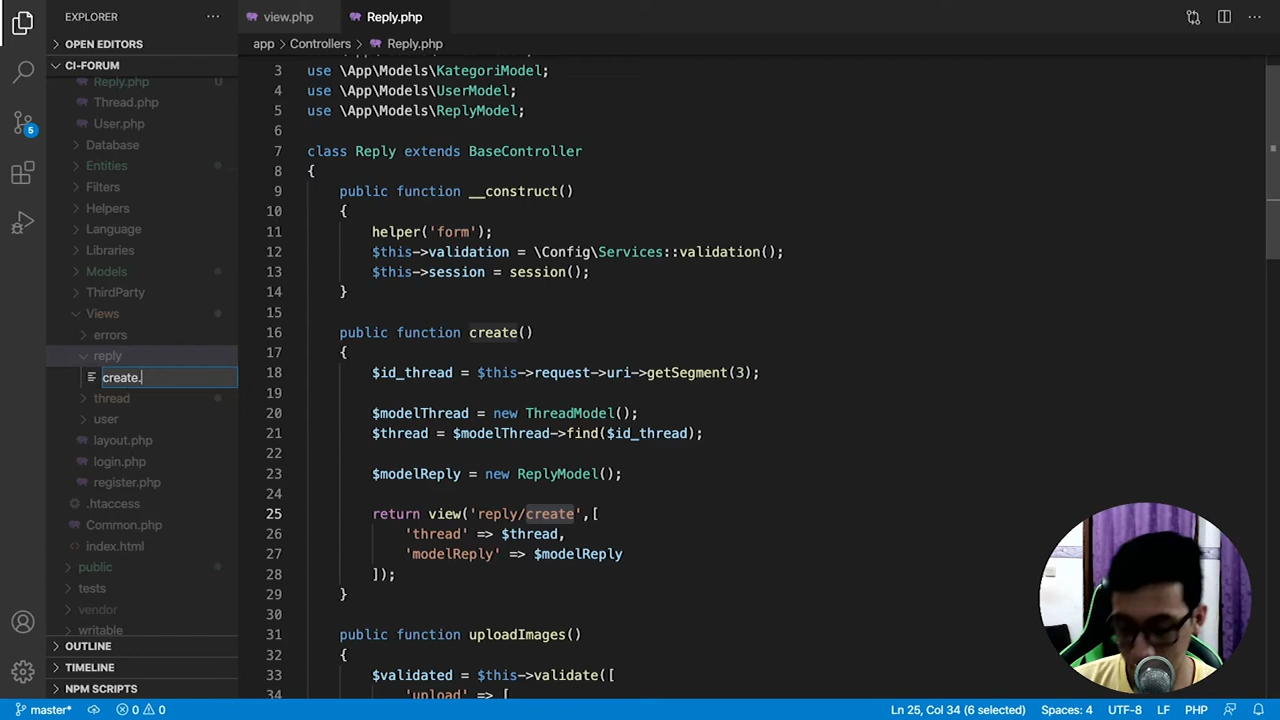 EXPLORER
view.php
Reply.php
OPEN EDITORS
app > Controllers > Reply.php
CI-FORUM
Reply.php U
Thread.php
User.php
Database
Entities
Filters
Helpers
Language
Libraries
Models
ThirdParty
Views
errors
reply
create.
thread
user
layout.php
login.php
register.php
.htaccess
Common.php
index.html
public
tests
vendor
writable
OUTLINE
TIMELINE
NPM SCRIPTS
3 use \App\Models\KategoriModel;
4 use \App\Models\UserModel;
5 use \App\Models\ReplyModel;
6
7 class Reply extends BaseController
8 {
9 public function __construct()
10 {
11 helper('form');
12 $this->validation = \Config\Services::validation();
13 $this->session = session();
14 }
15
16 public function create()
17 {
18 $id_thread = $this->request->uri->getSegment(3);
19
20 $modelThread = new ThreadModel();
21 $thread = $modelThread->find($id_thread);
22
23 $modelReply = new ReplyModel();
24
25 return view('reply/create',[
26 'thread' => $thread,
27 'modelReply' => $modelReply
28 ]);
29 }
30
31 public function uploadImages()
32 {
33 $validated = $this->validate([
34 'upload' => [
5
master* 0 0 Ln 25, Col 34 (6 selected) Spaces: 4 UTF-8 LF PHP